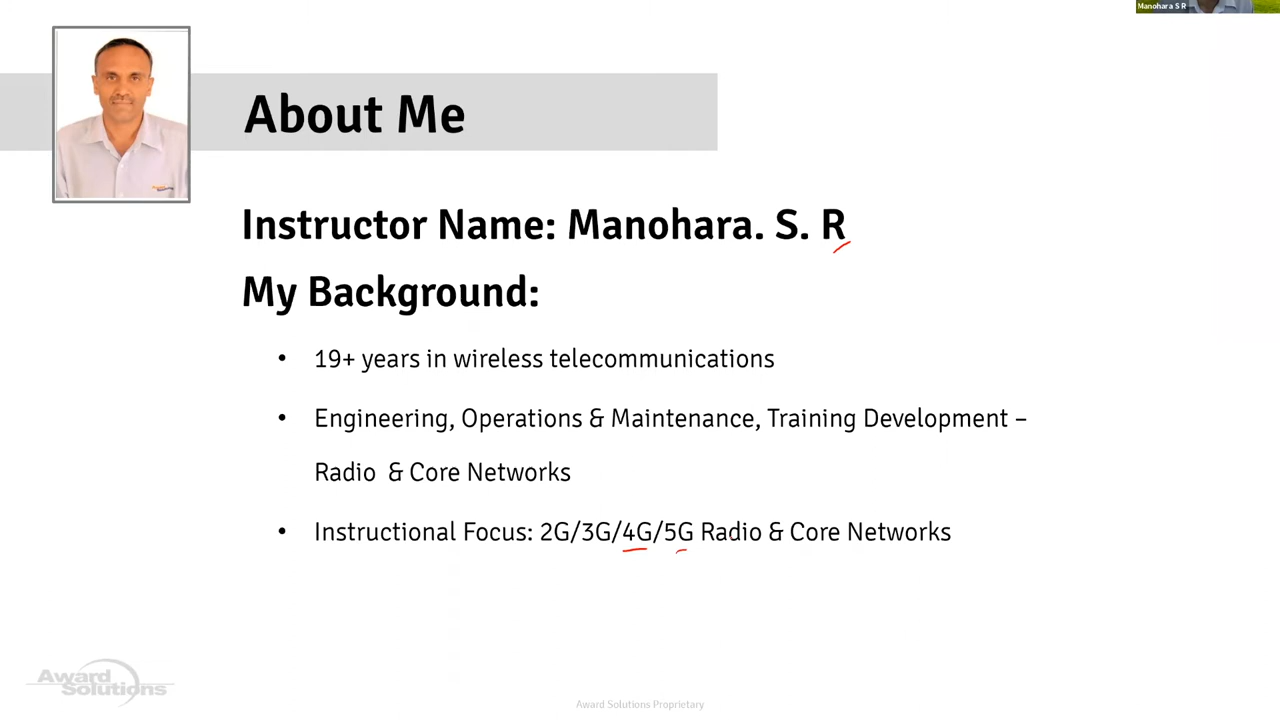 Manohara S R
About Me
Instructor Name: Manohara. S. R
My Background:
• 19+ years in wireless telecommunications
• Engineering, Operations & Maintenance, Training Development –
Radio & Core Networks
• Instructional Focus: 2G/3G/4G/5G Radio & Core Networks
Award
Solutions
Award Solutions Proprietary